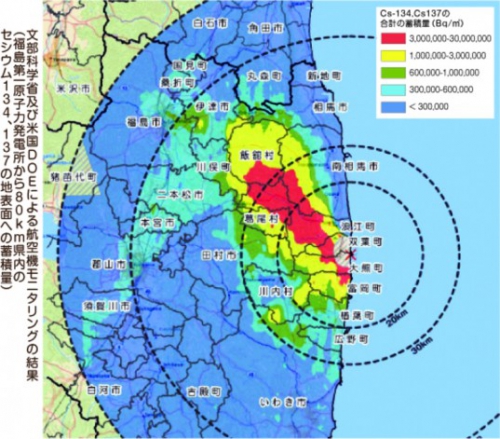 文部科学省及び米国DOEによる航空機モニタリングの結果
(福島第一原子力発電所から80km県内の
セシウム134、137の地表面への蓄積量)
Cs-134,Cs137の
合計の蓄積量(Bq/㎡)
3,000,000-30,000,000
1,000,000-3,000,000
600,000-1,000,000
300,000-600,000
< 300,000
白石市
角田市
国見町
丸森町
新地町
桑折町
米沢市
伊達市
相馬市
福島市
飯館村
川俣町
南相馬市
猪苗代町
二本松市
葛尾村
浪江町
本宮市
双葉町
田村市
大熊町
郡山市
川内村
富岡町
楢葉町
須賀川市
20km
広野町
30km
白河市
古殿町
いわき市